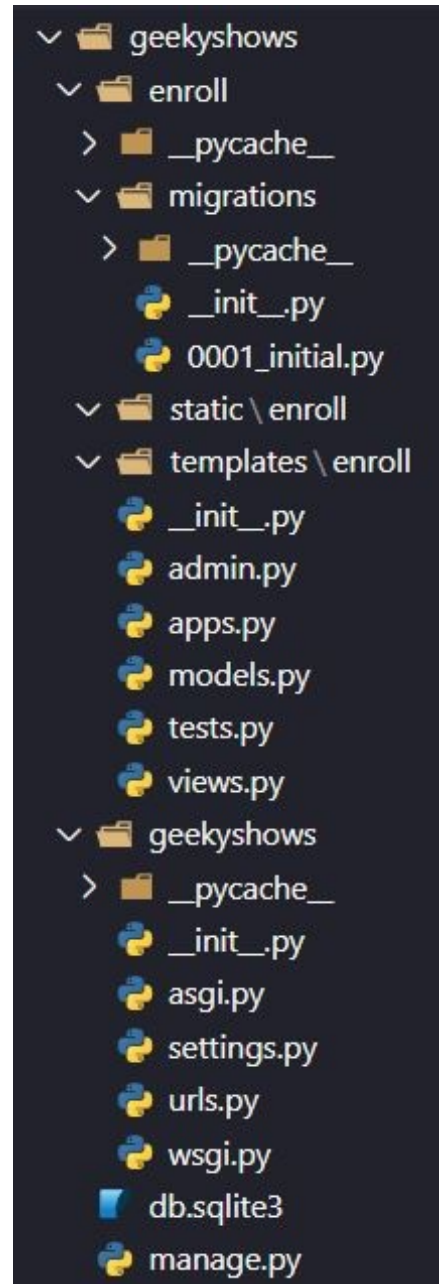 geekyshows
enroll
__pycache__
migrations
__pycache__
__init__.py
0001_initial.py
static \ enroll
templates \ enroll
__init__.py
admin.py
apps.py
models.py
tests.py
views.py
geekyshows
__pycache__
__init__.py
asgi.py
settings.py
urls.py
wsgi.py
db.sqlite3
manage.py